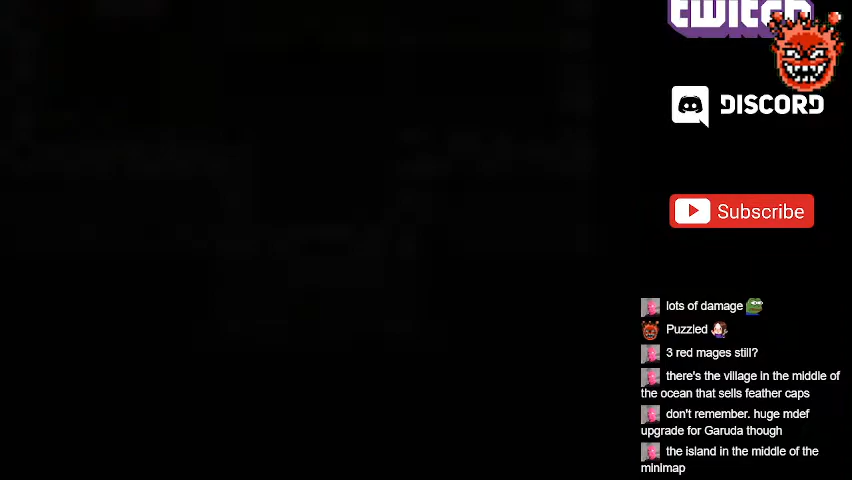 twitch
DISCORD
Subscribe
lots of damage
Puzzled
3 red mages still?
there's the village in the middle of
the ocean that sells feather caps
don't remember. huge mdef
upgrade for Garuda though
the island in the middle of the
minimap